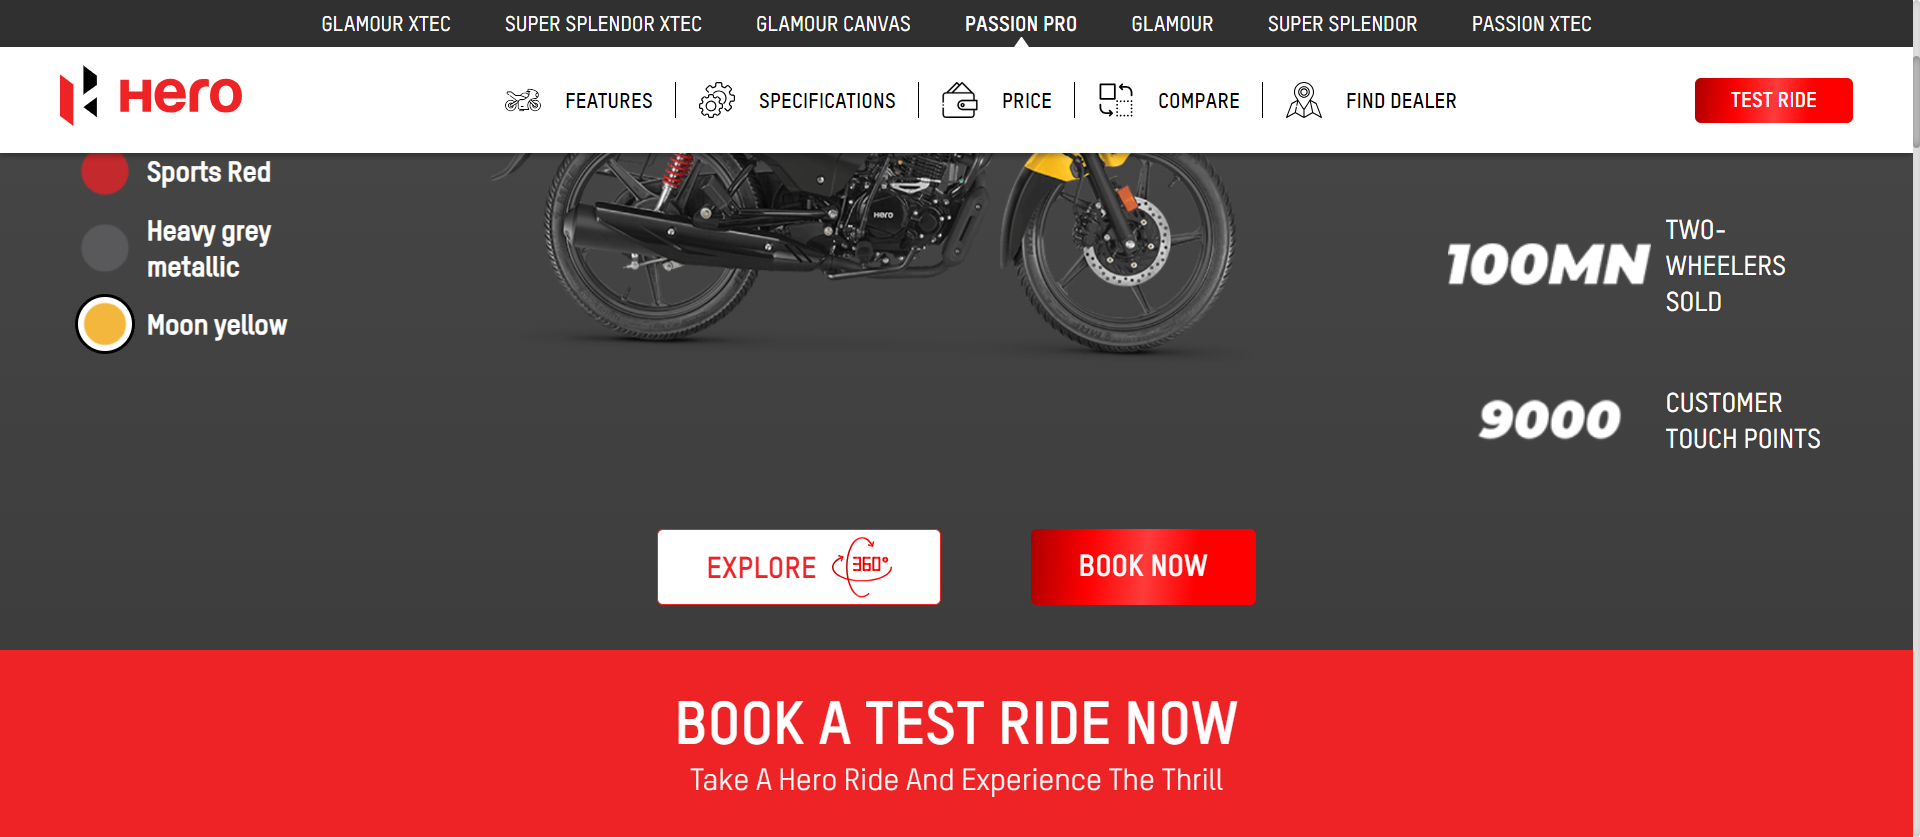 GLAMOUR XTEC SUPER SPLENDOR XTEC GLAMOUR CANVAS PASSION PRO GLAMOUR SUPER SPLENDOR PASSION XTEC
Hero FEATURES SPECIFICATIONS PRICE COMPARE FIND DEALER TEST RIDE
Sports Red
Heavy grey
metallic
Moon yellow
Hero
100MN TWO-
WHEELERS
SOLD
9000 CUSTOMER
TOUCH POINTS
EXPLORE 360° BOOK NOW
BOOK A TEST RIDE NOW
Take A Hero Ride And Experience The Thrill